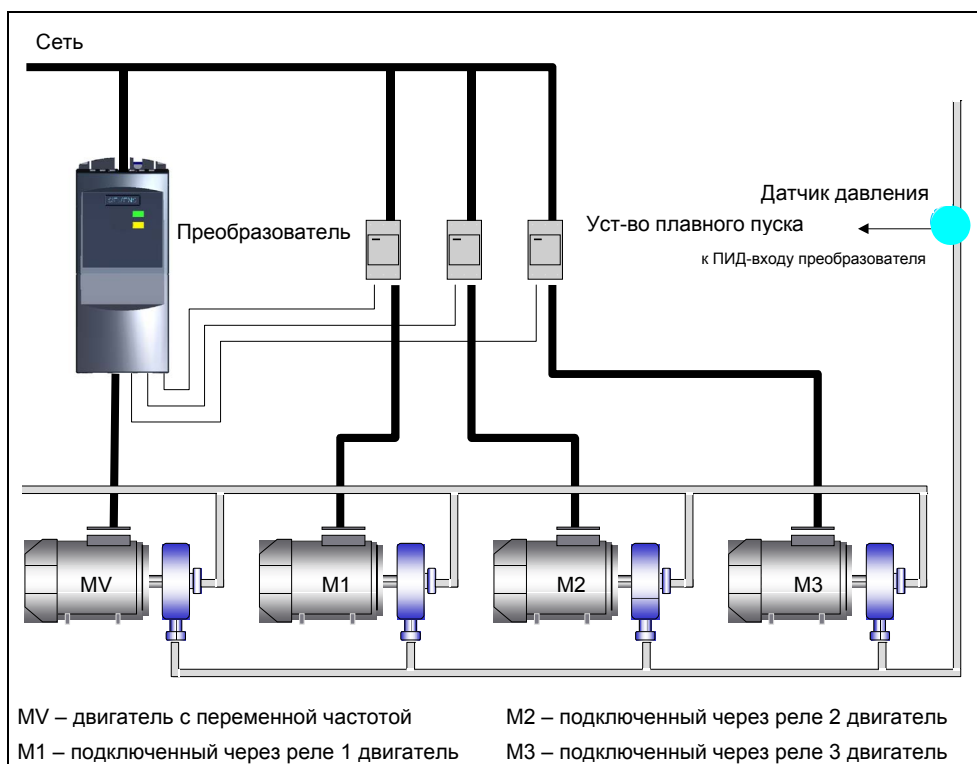 Сеть
SIEMENS
Датчик давления
Преобразователь
Уст-во плавного пуска
к ПИД-входу преобразователя
MV
M1
M2
M3
MV – двигатель с переменной частотой
M2 – подключенный через реле 2 двигатель
M1 – подключенный через реле 1 двигатель
M3 – подключенный через реле 3 двигатель